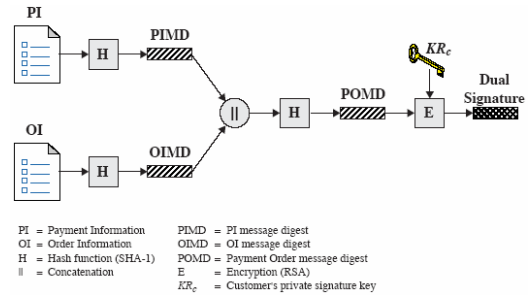 PI
H
PIMD
KRc
||
H
POMD
E
Dual
Signature
OI
H
OIMD
PI = Payment Information
OI = Order Information
H = Hash function (SHA-1)
|| = Concatenation
PIMD = PI message digest
OIMD = OI message digest
POMD = Payment Order message digest
E = Encryption (RSA)
KRc = Customer's private signature key